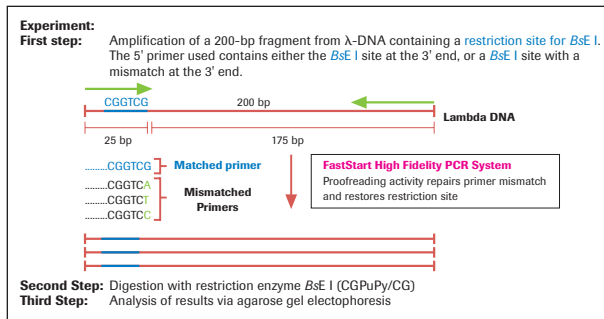 Experiment:
First step: Amplification of a 200-bp fragment from λ-DNA containing a restriction site for BsE I.
The 5' primer used contains either the BsE I site at the 3' end, or a BsE I site with a
mismatch at the 3' end.
CGGTCG
200 bp
Lambda DNA
25 bp
175 bp
.........CGGTCG Matched primer
.........CGGTCA
.........CGGTCT
.........CGGTCC
Mismatched
Primers
FastStart High Fidelity PCR System
Proofreading activity repairs primer mismatch
and restores restriction site
Second Step: Digestion with restriction enzyme BsE I (CGPuPy/CG)
Third Step: Analysis of results via agarose gel electophoresis